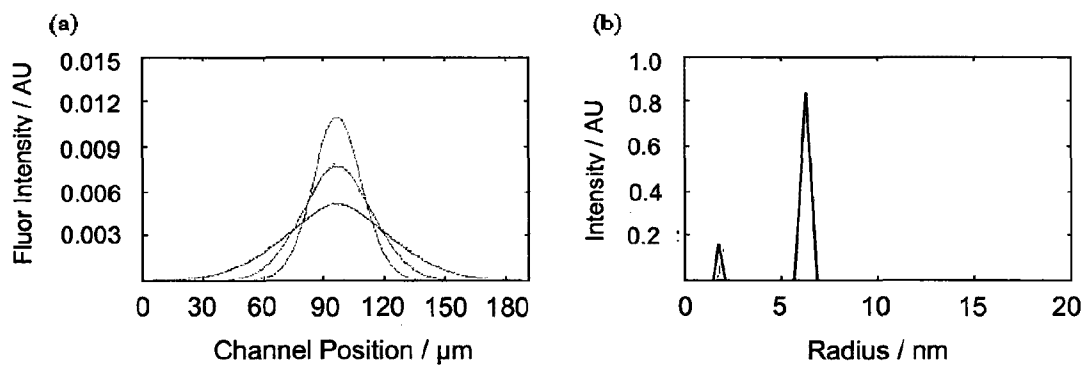 (a)
Fluor Intensity / AU
0.015
0.012
0.009
0.006
0.003
0 30 60 90 120 150 180
Channel Position / µm
(b)
Intensity / AU
1.0
0.8
0.6
0.4
0.2
0 5 10 15 20
Radius / nm